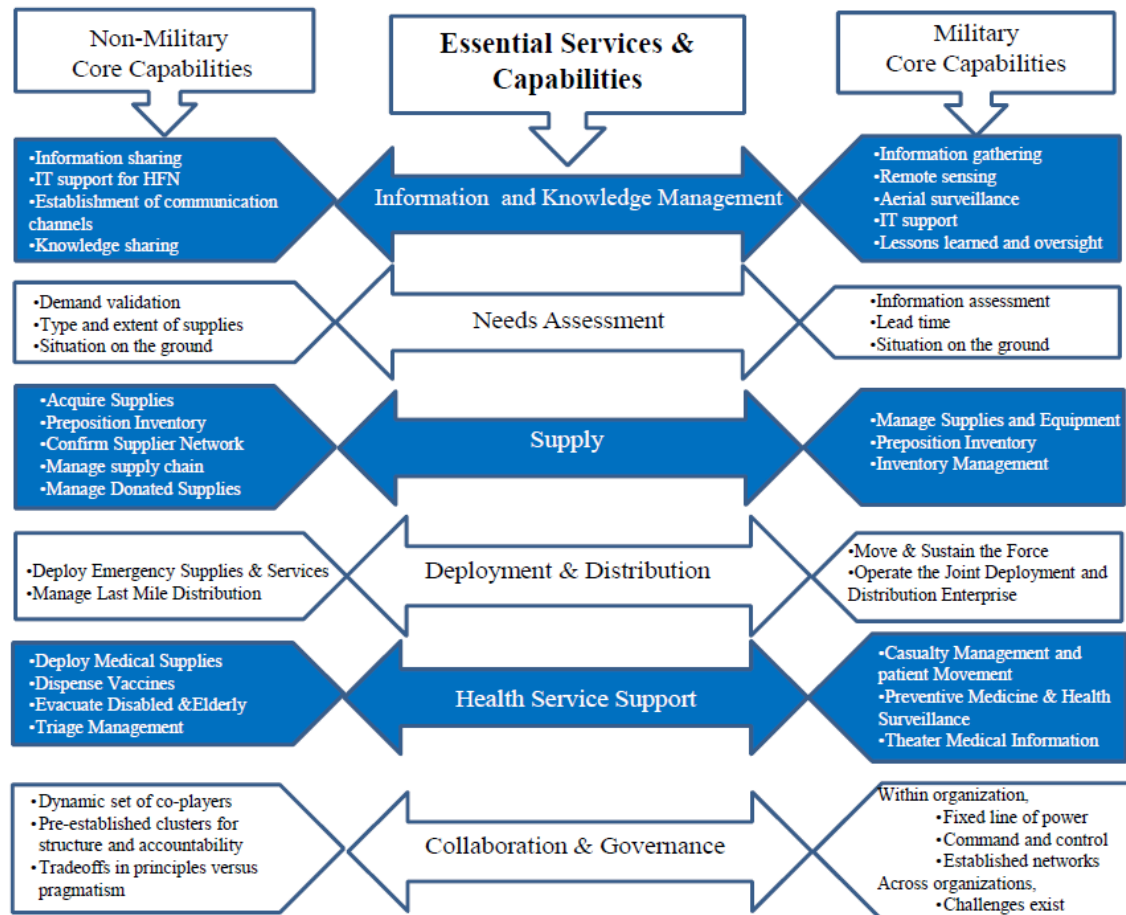 Non-Military
Core Capabilities
Essential Services &
Capabilities
Military
Core Capabilities
•Information sharing
•IT support for HFN
•Establishment of communication
channels
•Knowledge sharing
Information and Knowledge Management
•Information gathering
•Remote sensing
•Aerial surveillance
•IT support
•Lessons learned and oversight
•Demand validation
•Type and extent of supplies
•Situation on the ground
Needs Assessment
•Information assessment
•Lead time
•Situation on the ground
•Acquire Supplies
•Preposition Inventory
•Confirm Supplier Network
•Manage supply chain
•Manage Donated Supplies
Supply
•Manage Supplies and Equipment
•Preposition Inventory
•Inventory Management
•Deploy Emergency Supplies & Services
•Manage Last Mile Distribution
Deployment & Distribution
•Move & Sustain the Force
•Operate the Joint Deployment and
Distribution Enterprise
•Deploy Medical Supplies
•Dispense Vaccines
•Evacuate Disabled &Elderly
•Triage Management
Health Service Support
•Casualty Management and
patient Movement
•Preventive Medicine & Health
Surveillance
•Theater Medical Information
•Dynamic set of co-players
•Pre-established clusters for
structure and accountability
•Tradeoffs in principles versus
pragmatism
Collaboration & Governance
Within organization,
•Fixed line of power
•Command and control
•Established networks
Across organizations,
•Challenges exist